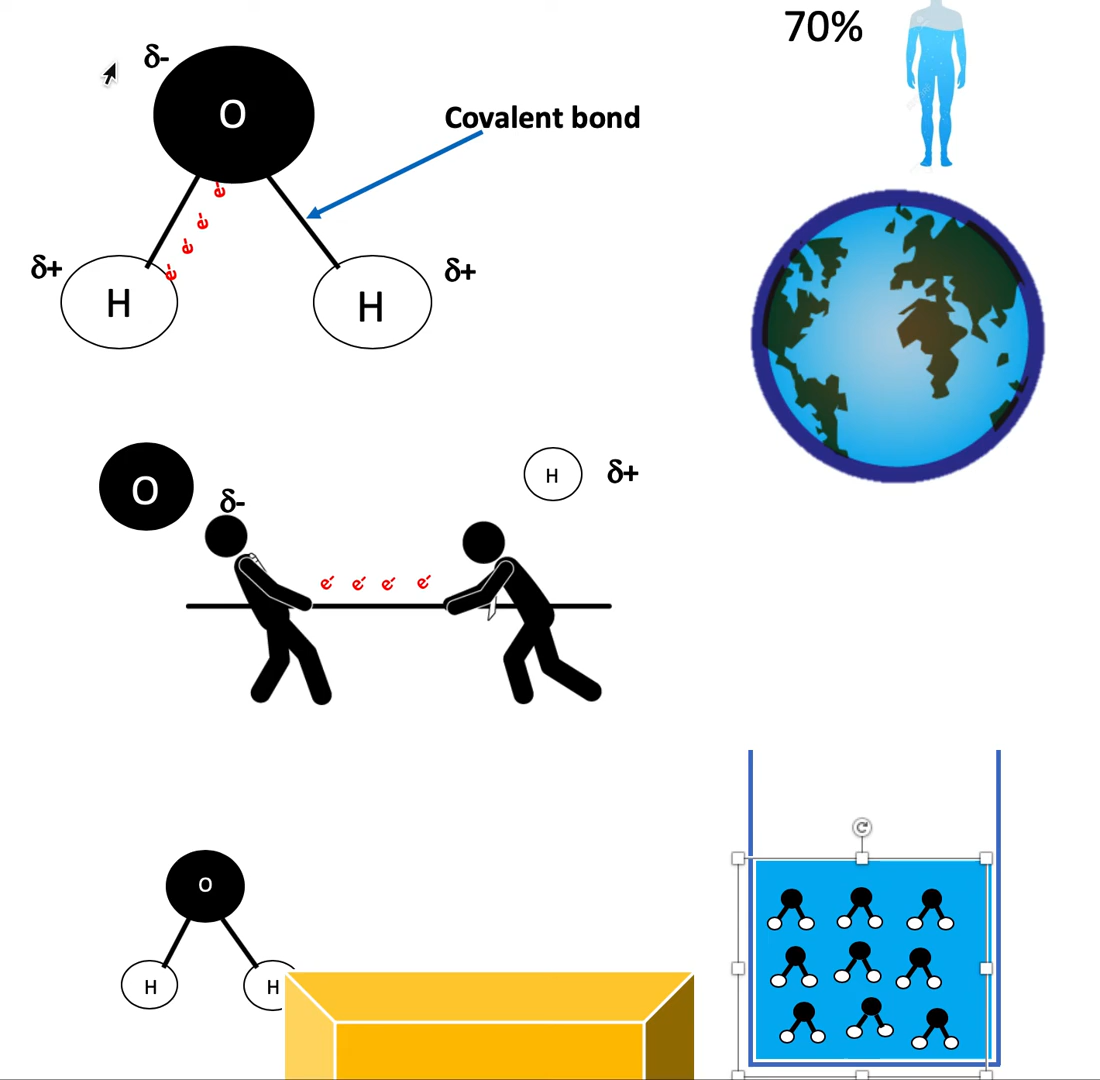 70%
δ-
O
Covalent bond
e-
e-
e-
e-
δ+
H
H
δ+
O
δ-
H
δ+
e-
e-
e-
e-
O
H
H